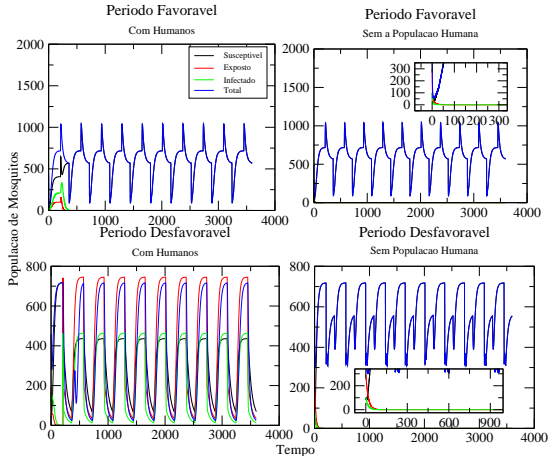 Periodo Favoravel
Periodo Favoravel
Com Humanos
Sem a Populacao Humana
Susceptivel
Exposto
Infectado
Total
2000
1500
1000
500
0
0 1000 2000 3000 4000
2000
1500
1000
500
0
0 1000 2000 3000 4000
300
200
100
0
0 100 200 300
Populacao de Mosquitos
Periodo Desfavoravel
Periodo Desfavoravel
Com Humanos
Sem Populacao Humana
800
600
400
200
0
0 1000 2000 3000 4000
800
600
400
200
0
0 1000 2000 3000 4000
200
0
0 300 600 900
Tempo